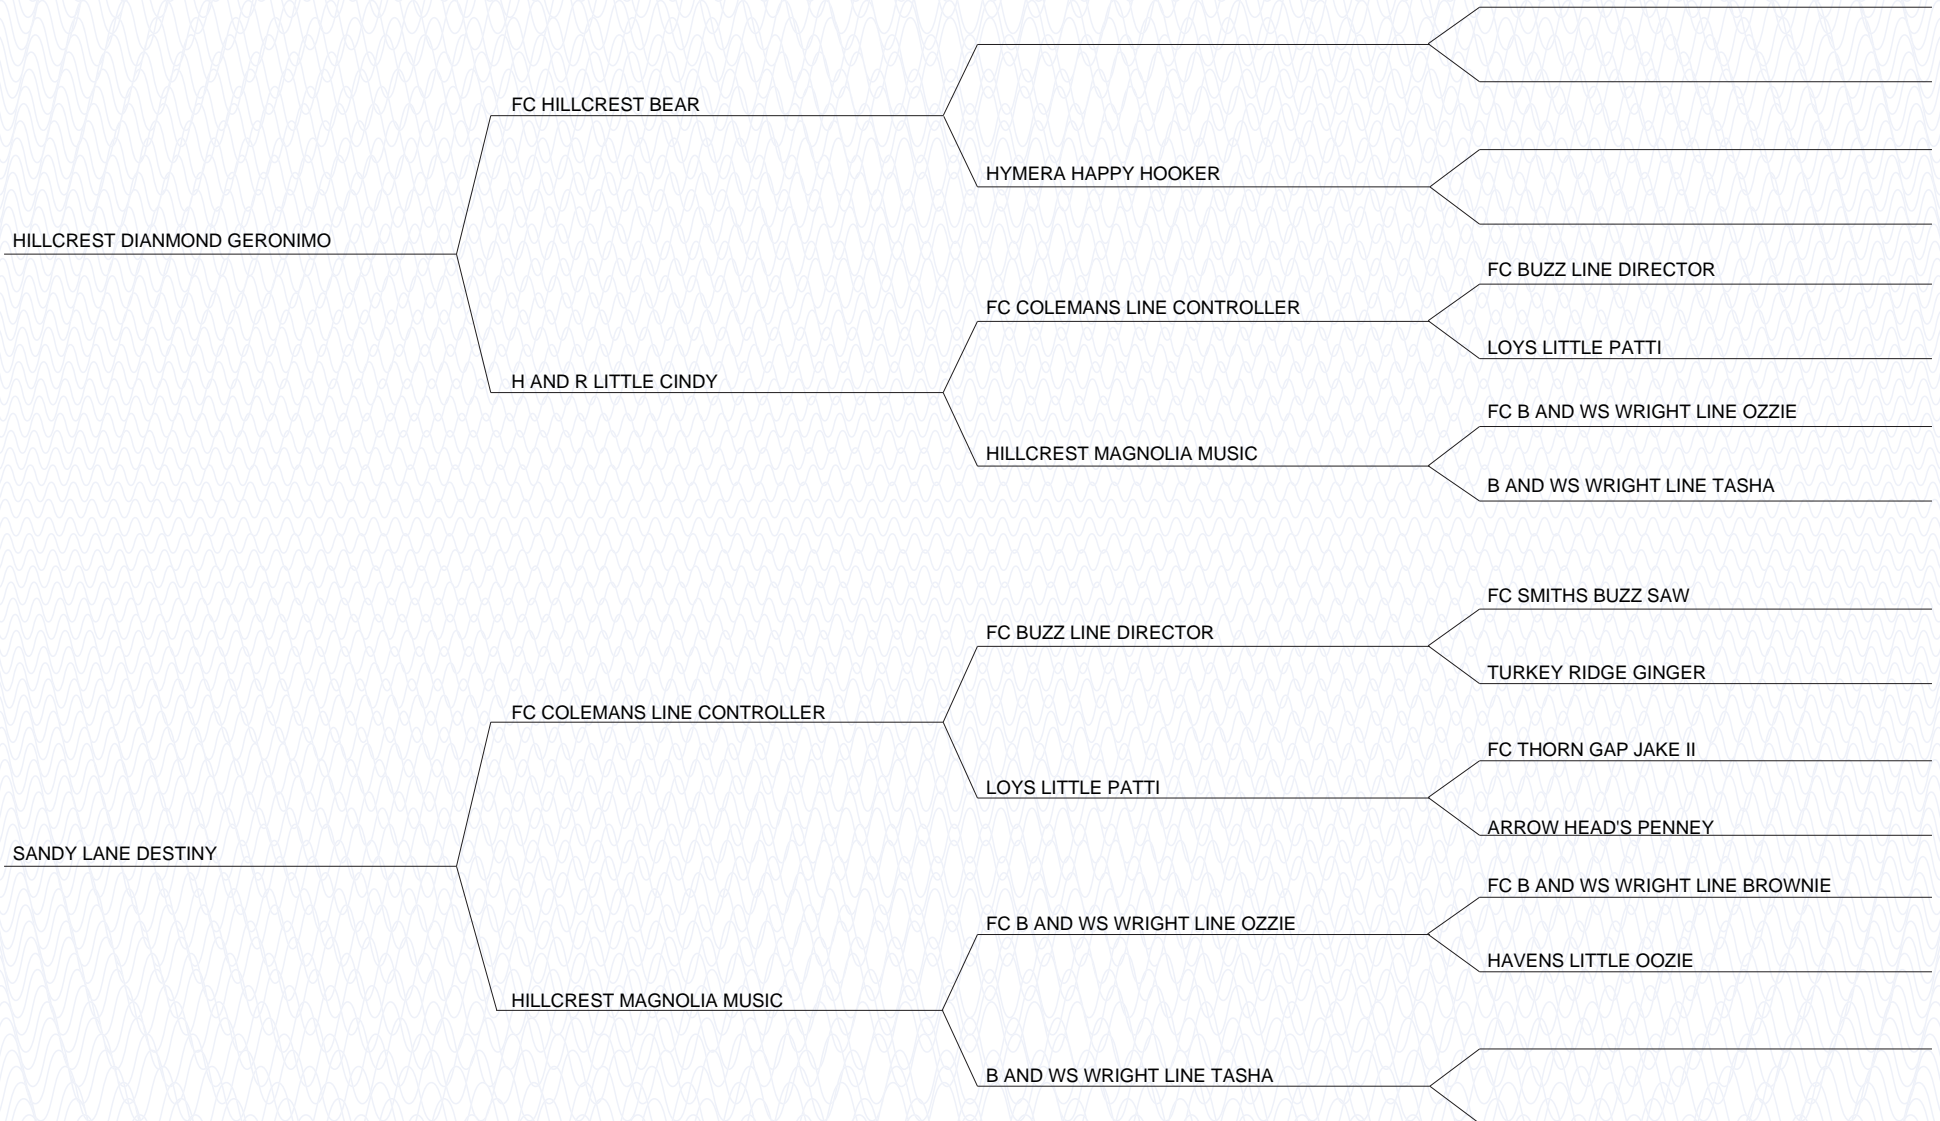 FC HILLCREST BEAR
HYMERA HAPPY HOOKER
HILLCREST DIANMOND GERONIMO
FC BUZZ LINE DIRECTOR
FC COLEMANS LINE CONTROLLER
LOYS LITTLE PATTI
H AND R LITTLE CINDY
FC B AND WS WRIGHT LINE OZZIE
HILLCREST MAGNOLIA MUSIC
B AND WS WRIGHT LINE TASHA
FC SMITHS BUZZ SAW
FC BUZZ LINE DIRECTOR
TURKEY RIDGE GINGER
FC COLEMANS LINE CONTROLLER
FC THORN GAP JAKE II
LOYS LITTLE PATTI
ARROW HEAD'S PENNEY
SANDY LANE DESTINY
FC B AND WS WRIGHT LINE BROWNIE
FC B AND WS WRIGHT LINE OZZIE
HAVENS LITTLE OOZIE
HILLCREST MAGNOLIA MUSIC
B AND WS WRIGHT LINE TASHA